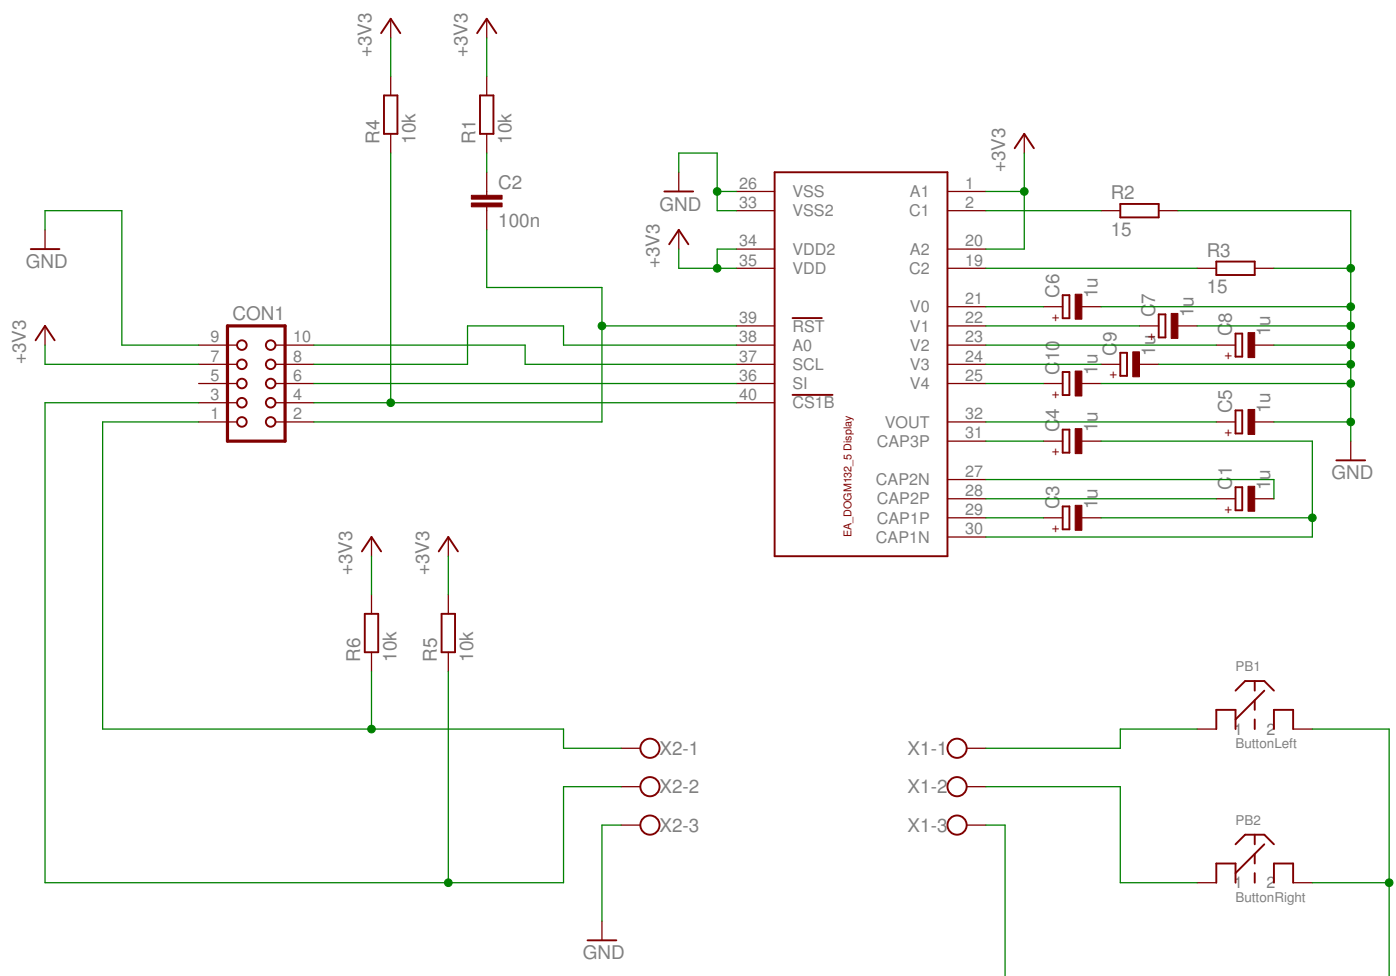 +3V3
+3V3
R4
10k
R1
10k
C2
100n
GND
+3V3
CON1
9 10
7 8
5 6
3 4
1 2
GND
+3V3
+3V3
26 VSS
33 VSS2
34 VDD2
35 VDD
39 RST
38 A0
37 SCL
36 SI
40 CS1B
EA_DOGM132_5 Display
A1 1
C1 2
A2 20
C2 19
V0 21
V1 22
V2 23
V3 24
V4 25
VOUT 32
CAP3P 31
CAP2N 27
CAP2P 28
CAP1P 29
CAP1N 30
R2
15
R3
15
C6 1u
+
C7 1u
+
C8 1u
+
C9 1u
+
C10 1u
+
C5 1u
+
C4 1u
+
C1 1u
+
C3 1u
+
GND
+3V3
+3V3
R6
10k
R5
10k
X2-1
X2-2
X2-3
GND
X1-1
X1-2
X1-3
PB1
1 2
ButtonLeft
PB2
1 2
ButtonRight